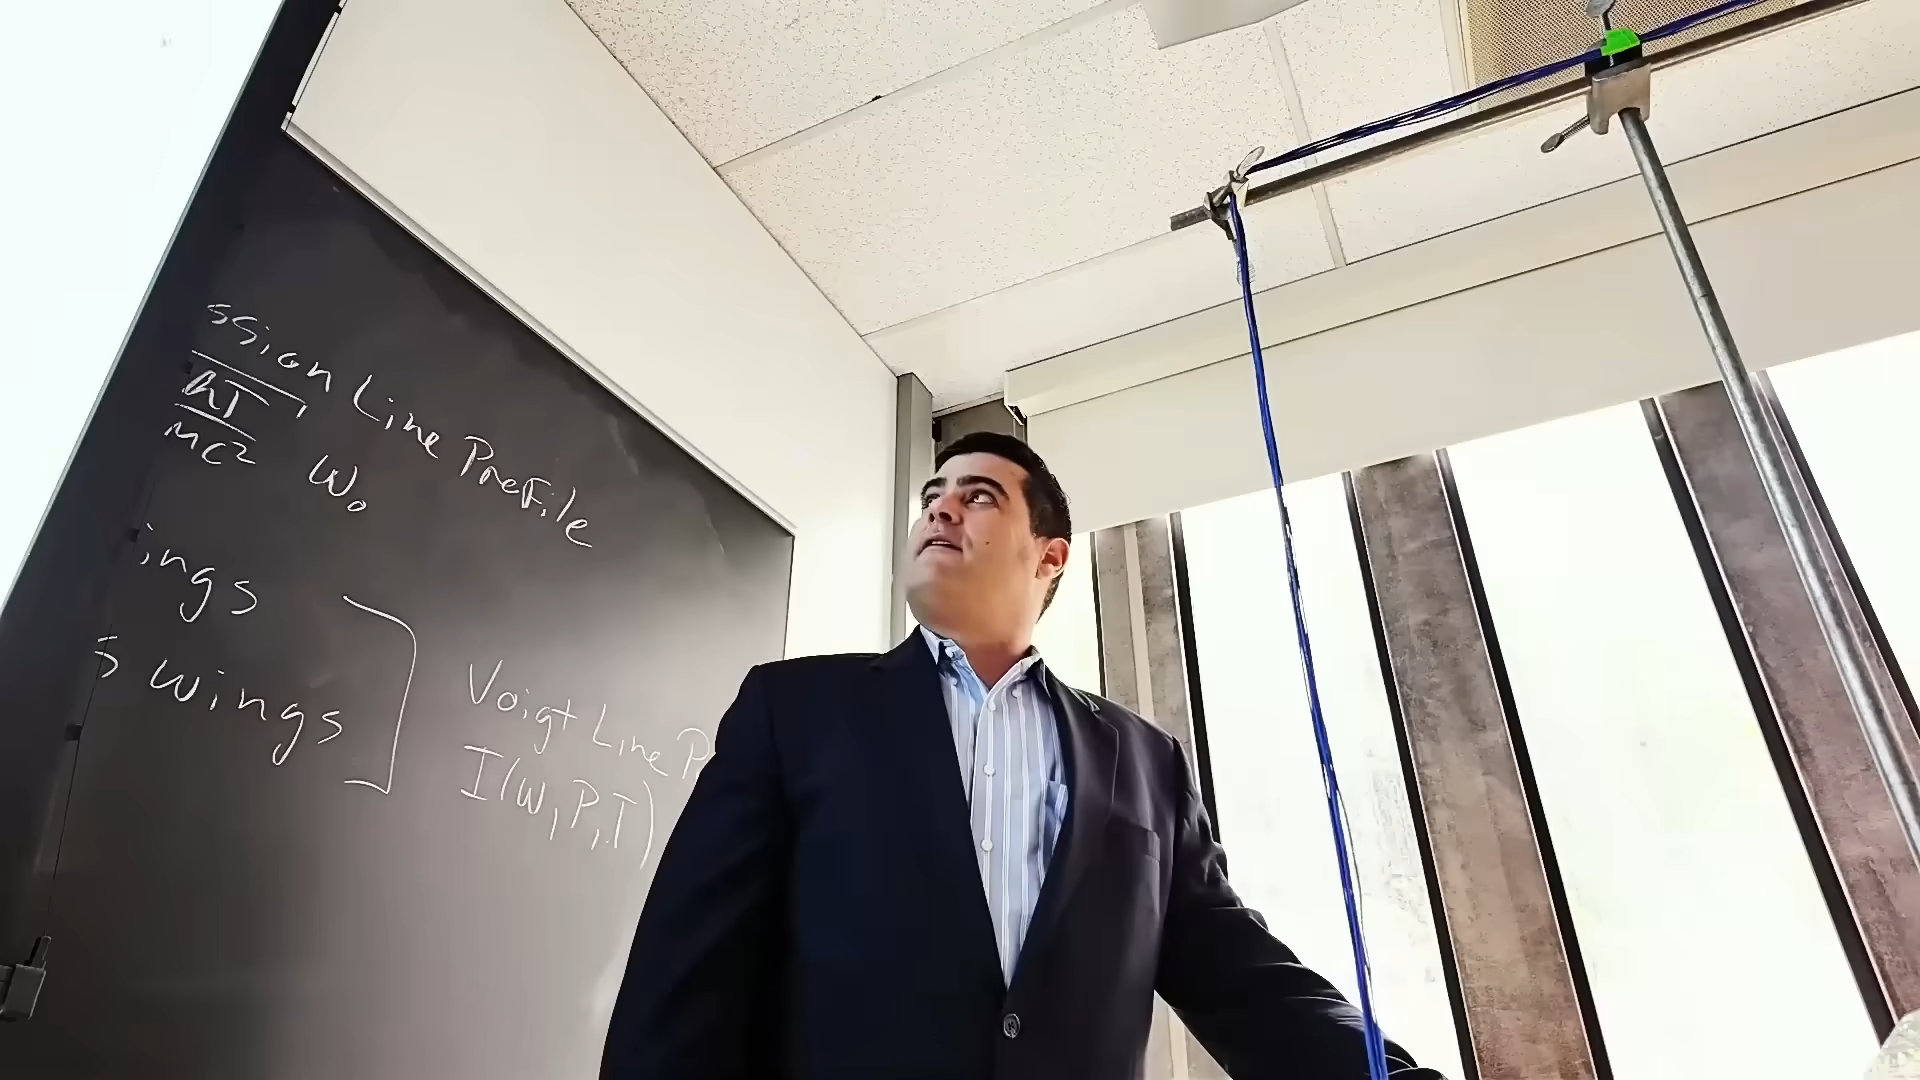 ssion Line Profile
kT
mc² ω₀
ings
s wings
Voigt Line P
I(ω,P,T)